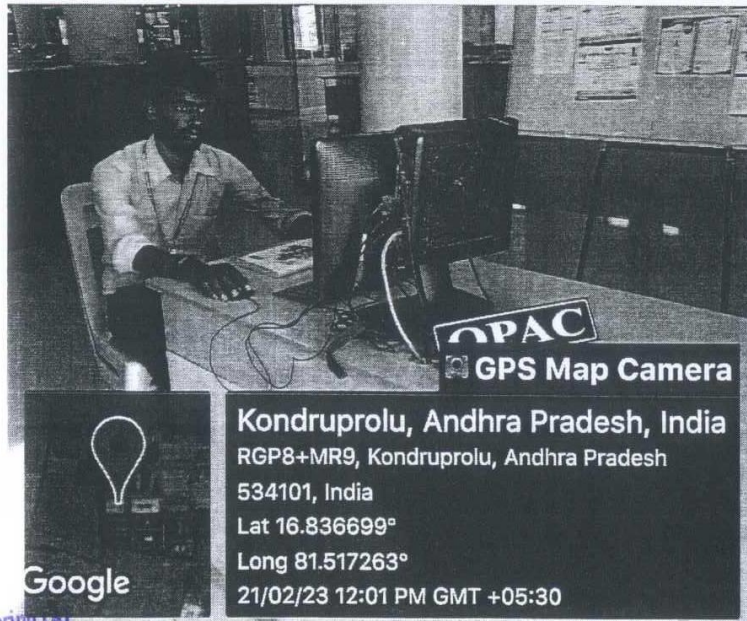 OPAC
GPS Map Camera
Kondruprolu, Andhra Pradesh, India
RGP8+MR9, Kondruprolu, Andhra Pradesh
534101, India
Lat 16.836699°
Long 81.517263°
21/02/23 12:01 PM GMT +05:30
Google